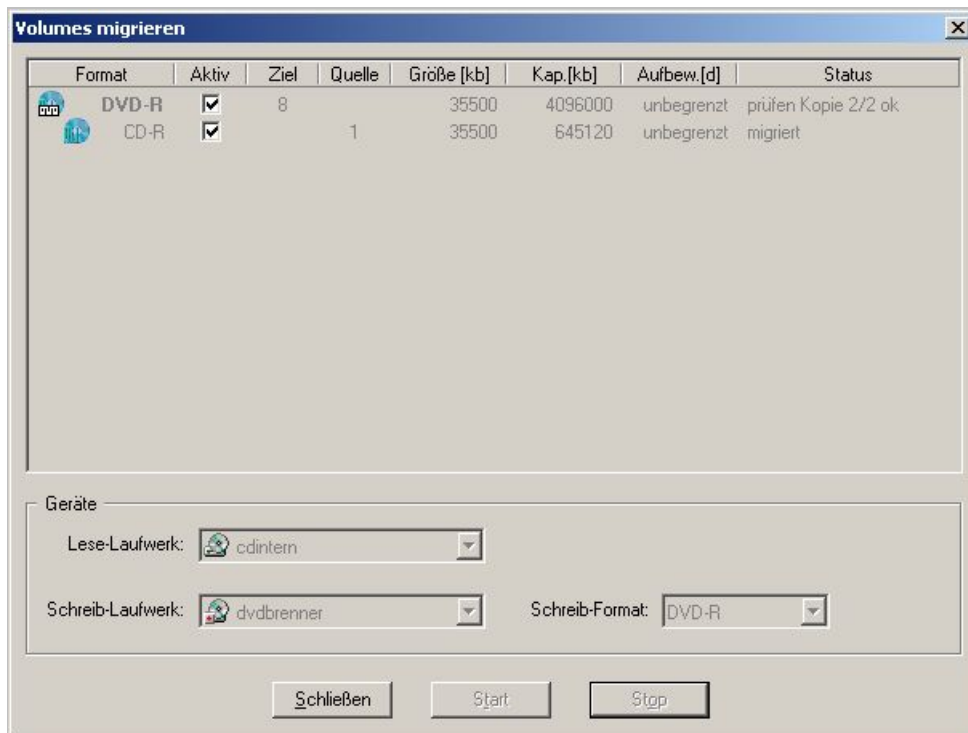 Volumes migrieren
Format Aktiv Ziel Quelle Größe [kb] Kap.[kb] Aufbew.[d] Status
DVD-R 8 35500 4096000 unbegrenzt prüfen Kopie 2/2 ok
CD-R 1 35500 645120 unbegrenzt migriert
Geräte
Lese-Laufwerk: cdintern
Schreib-Laufwerk: dvdbrenner Schreib-Format: DVD-R
Schließen Start Stop